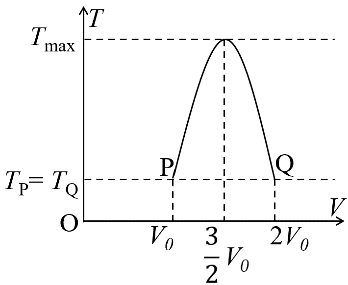 T
T_max
P
Q
T_P = T_Q
O
V
V_0
3/2 V_0
2V_0